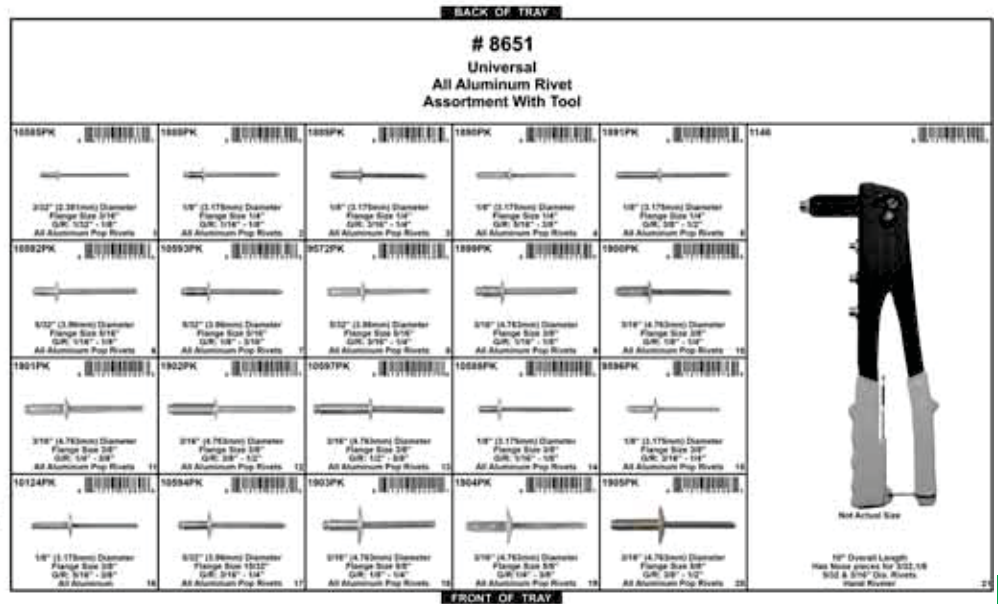 BACK OF TRAY
# 8651
Universal
All Aluminum Rivet
Assortment With Tool
10585PK
1888PK
1889PK
1890PK
1891PK
1146
3/32" (2.381mm) Diameter
Flange Size 3/16"
G/R: 1/32" - 1/8"
All Aluminum Pop Rivets 1
1/8" (3.175mm) Diameter
Flange Size 1/4"
G/R: 1/16" - 1/8"
All Aluminum Pop Rivets 2
1/8" (3.175mm) Diameter
Flange Size 1/4"
G/R: 3/16" - 1/4"
All Aluminum Pop Rivets 3
1/8" (3.175mm) Diameter
Flange Size 1/4"
G/R: 5/16" - 3/8"
All Aluminum Pop Rivets 4
1/8" (3.175mm) Diameter
Flange Size 1/4"
G/R: 3/8" - 1/2"
All Aluminum Pop Rivets 5
10592PK
10593PK
9572PK
1899PK
1900PK
5/32" (3.96mm) Diameter
Flange Size 5/16"
G/R: 1/16" - 1/8"
All Aluminum Pop Rivets 6
5/32" (3.96mm) Diameter
Flange Size 5/16"
G/R: 1/8" - 3/16"
All Aluminum Pop Rivets 7
5/32" (3.96mm) Diameter
Flange Size 5/16"
G/R: 3/16" - 1/4"
All Aluminum Pop Rivets 8
3/16" (4.763mm) Diameter
Flange Size 3/8"
G/R: 1/16" - 1/8"
All Aluminum Pop Rivets 9
3/16" (4.763mm) Diameter
Flange Size 3/8"
G/R: 1/8" - 1/4"
All Aluminum Pop Rivets 10
1901PK
1902PK
10597PK
10588PK
9596PK
3/16" (4.763mm) Diameter
Flange Size 3/8"
G/R: 1/4" - 3/8"
All Aluminum Pop Rivets 11
3/16" (4.763mm) Diameter
Flange Size 3/8"
G/R: 3/8" - 1/2"
All Aluminum Pop Rivets 12
3/16" (4.763mm) Diameter
Flange Size 3/8"
G/R: 1/2" - 5/8"
All Aluminum Pop Rivets 13
1/8" (3.175mm) Diameter
Flange Size 3/8"
G/R: 1/16" - 1/8"
All Aluminum Pop Rivets 14
1/8" (3.175mm) Diameter
Flange Size 3/8"
G/R: 3/16" - 1/4"
All Aluminum Pop Rivets 15
10124PK
10594PK
1903PK
1904PK
1905PK
1/8" (3.175mm) Diameter
Flange Size 3/8"
G/R: 5/16" - 3/8"
All Aluminum 16
5/32" (3.96mm) Diameter
Flange Size 15/32"
G/R: 3/16" - 1/4"
All Aluminum Pop Rivets 17
3/16" (4.763mm) Diameter
Flange Size 5/8"
G/R: 1/8" - 1/4"
All Aluminum Pop Rivets 18
3/16" (4.763mm) Diameter
Flange Size 5/8"
G/R: 1/4" - 3/8"
All Aluminum Pop Rivets 19
3/16" (4.763mm) Diameter
Flange Size 5/8"
G/R: 3/8" - 1/2"
All Aluminum Pop Rivets 20
Not Actual Size
10" Overall Length
Has Nose pieces for 3/32,1/8
5/32 & 3/16" Dia. Rivets
Hand Riveter 21
FRONT OF TRAY